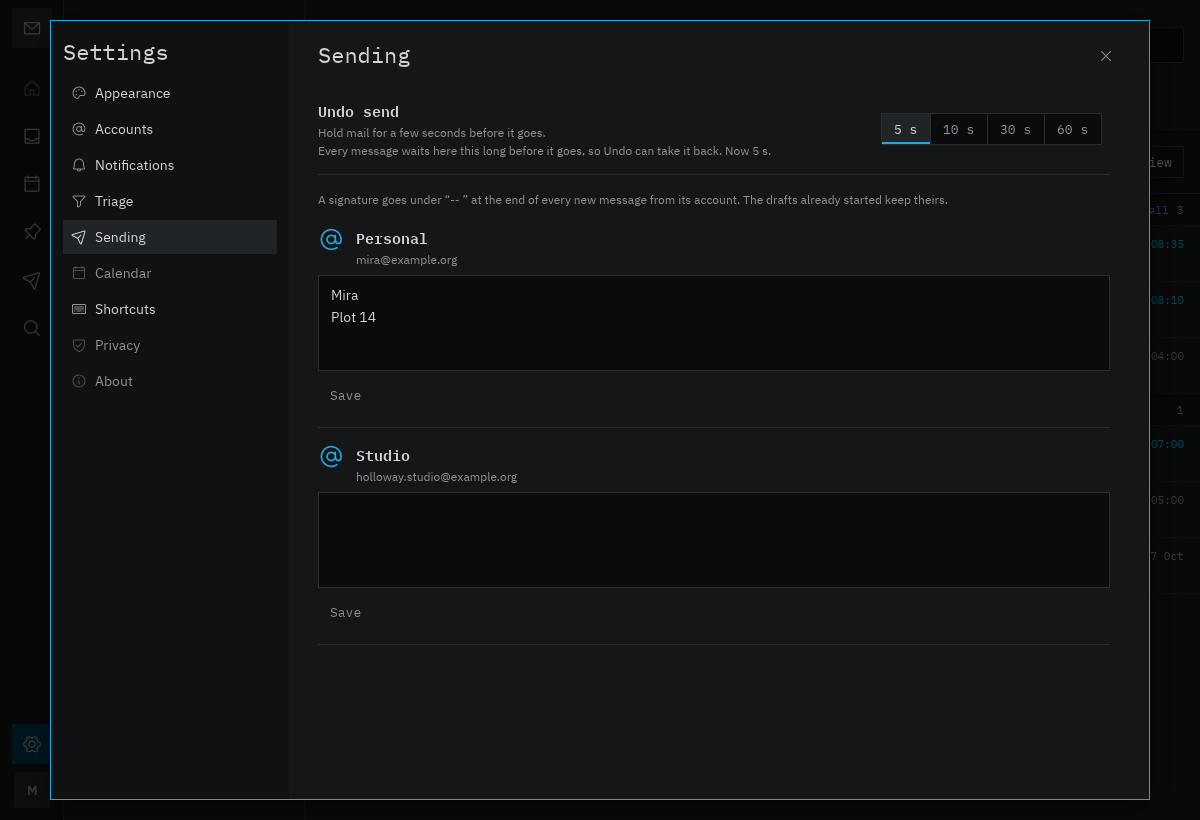 Settings
Appearance
Accounts
Notifications
Triage
Sending
Calendar
Shortcuts
Privacy
About
M
Sending
Undo send
Hold mail for a few seconds before it goes.
Every message waits here this long before it goes, so Undo can take it back. Now 5 s.
5 s
10 s
30 s
60 s
A signature goes under “-- ” at the end of every new message from its account. The drafts already started keep theirs.
Personal
mira@example.org
Mira
Plot 14
Save
Studio
holloway.studio@example.org
Save
all 3
08:35
08:10
04:00
1
07:00
05:00
7 Oct